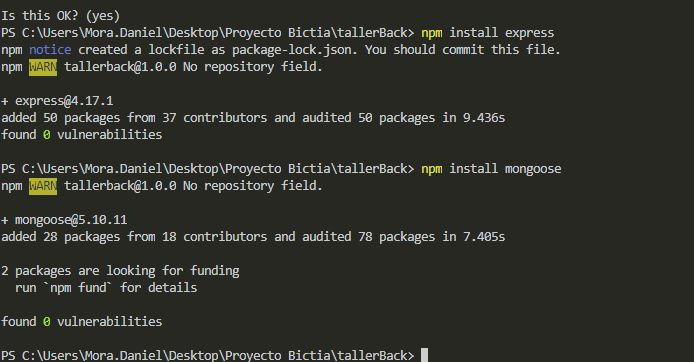 Is this OK? (yes)
PS C:\Users\Mora.Daniel\Desktop\Proyecto Bictia\tallerBack> npm install express
npm notice created a lockfile as package-lock.json. You should commit this file.
npm WARN tallerback@1.0.0 No repository field.
+ express@4.17.1
added 50 packages from 37 contributors and audited 50 packages in 9.436s
found 0 vulnerabilities
PS C:\Users\Mora.Daniel\Desktop\Proyecto Bictia\tallerBack> npm install mongoose
npm WARN tallerback@1.0.0 No repository field.
+ mongoose@5.10.11
added 28 packages from 18 contributors and audited 78 packages in 7.405s
2 packages are looking for funding
  run `npm fund` for details
found 0 vulnerabilities
PS C:\Users\Mora.Daniel\Desktop\Proyecto Bictia\tallerBack>